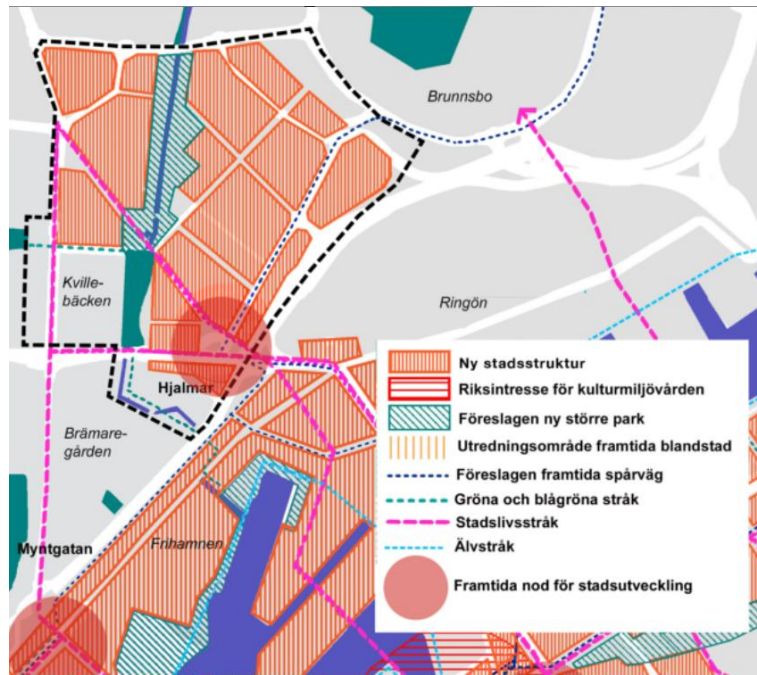 Brunnsbo
Kville-
bäcken
Ringön
Hjalmar
Brämare-
gården
Myntgatan
Frihamnen
Ny stadsstruktur
Riksintresse för kulturmiljövården
Föreslagen ny större park
Utredningsområde framtida blandstad
Föreslagen framtida spårväg
Gröna och blågröna stråk
Stadslivsstråk
Älvstråk
Framtida nod för stadsutveckling